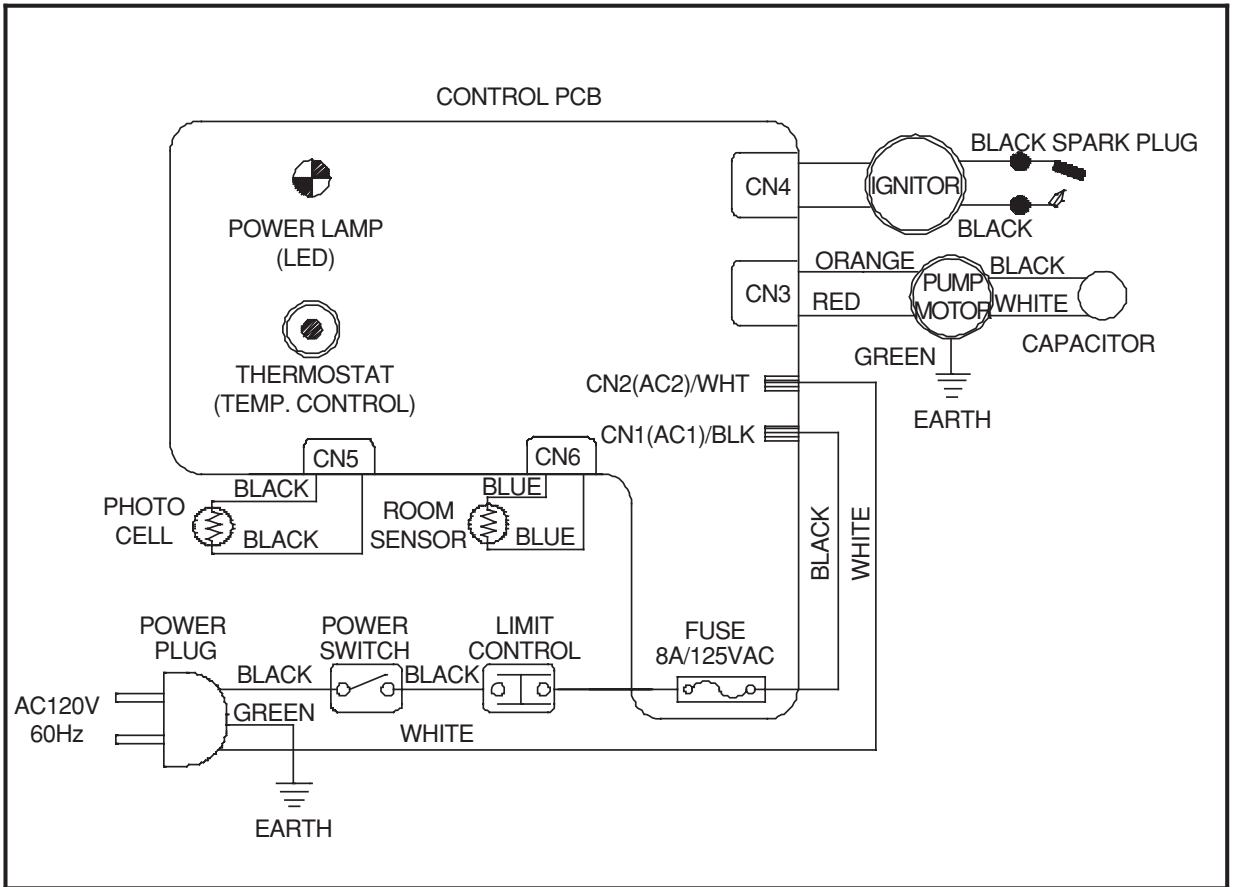 CONTROL PCB
POWER LAMP
(LED)
THERMOSTAT
(TEMP. CONTROL)
CN4
IGNITOR
BLACK SPARK PLUG
BLACK
CN3
ORANGE
RED
PUMP
MOTOR
BLACK
WHITE
CAPACITOR
GREEN
EARTH
CN2(AC2)/WHT
CN1(AC1)/BLK
CN5
CN6
PHOTO
CELL
BLACK
BLACK
ROOM
SENSOR
BLUE
BLUE
BLACK
WHITE
POWER
PLUG
POWER
SWITCH
LIMIT
CONTROL
FUSE
8A/125VAC
AC120V
60Hz
BLACK
BLACK
GREEN
WHITE
EARTH